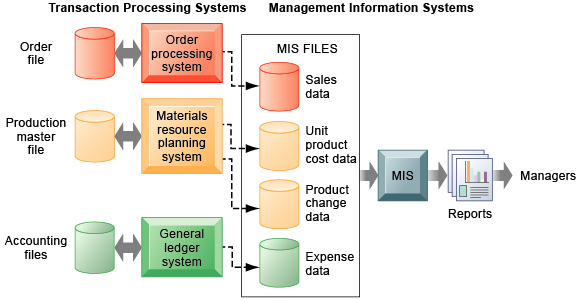 Transaction Processing Systems
Management Information Systems
Order
file
Order
processing
system
MIS FILES
Sales
data
Production
master
file
Materials
resource
planning
system
Unit
product
cost data
Product
change
data
MIS
Reports
Managers
Accounting
files
General
ledger
system
Expense
data